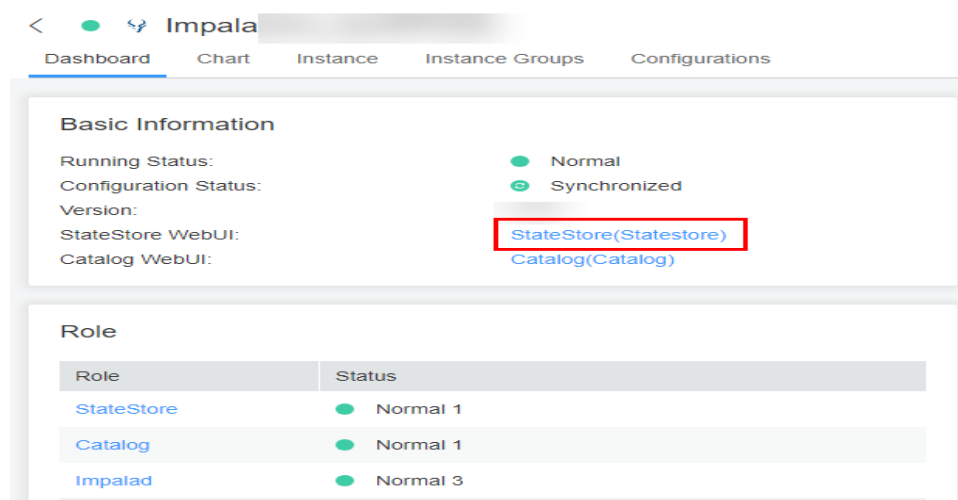 Impala
Dashboard Chart Instance Instance Groups Configurations
Basic Information
Running Status: Normal
Configuration Status: Synchronized
Version:
StateStore WebUI: StateStore(Statestore)
Catalog WebUI: Catalog(Catalog)
Role
Role Status
StateStore Normal 1
Catalog Normal 1
Impalad Normal 3